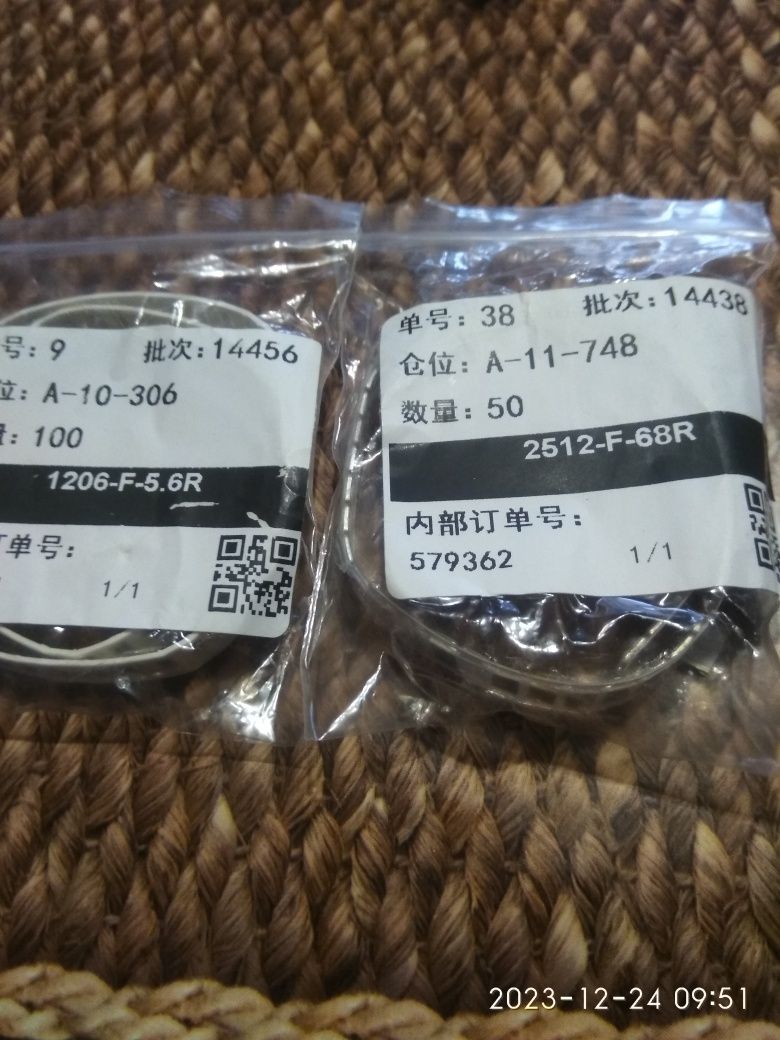 号: 9 批次: 14456
位: A-10-306
量: 100
1206-F-5.6R
订单号:
1/1
单号: 38 批次: 14438
仓位: A-11-748
数量: 50
2512-F-68R
内部订单号:
579362 1/1
2023-12-24 09:51